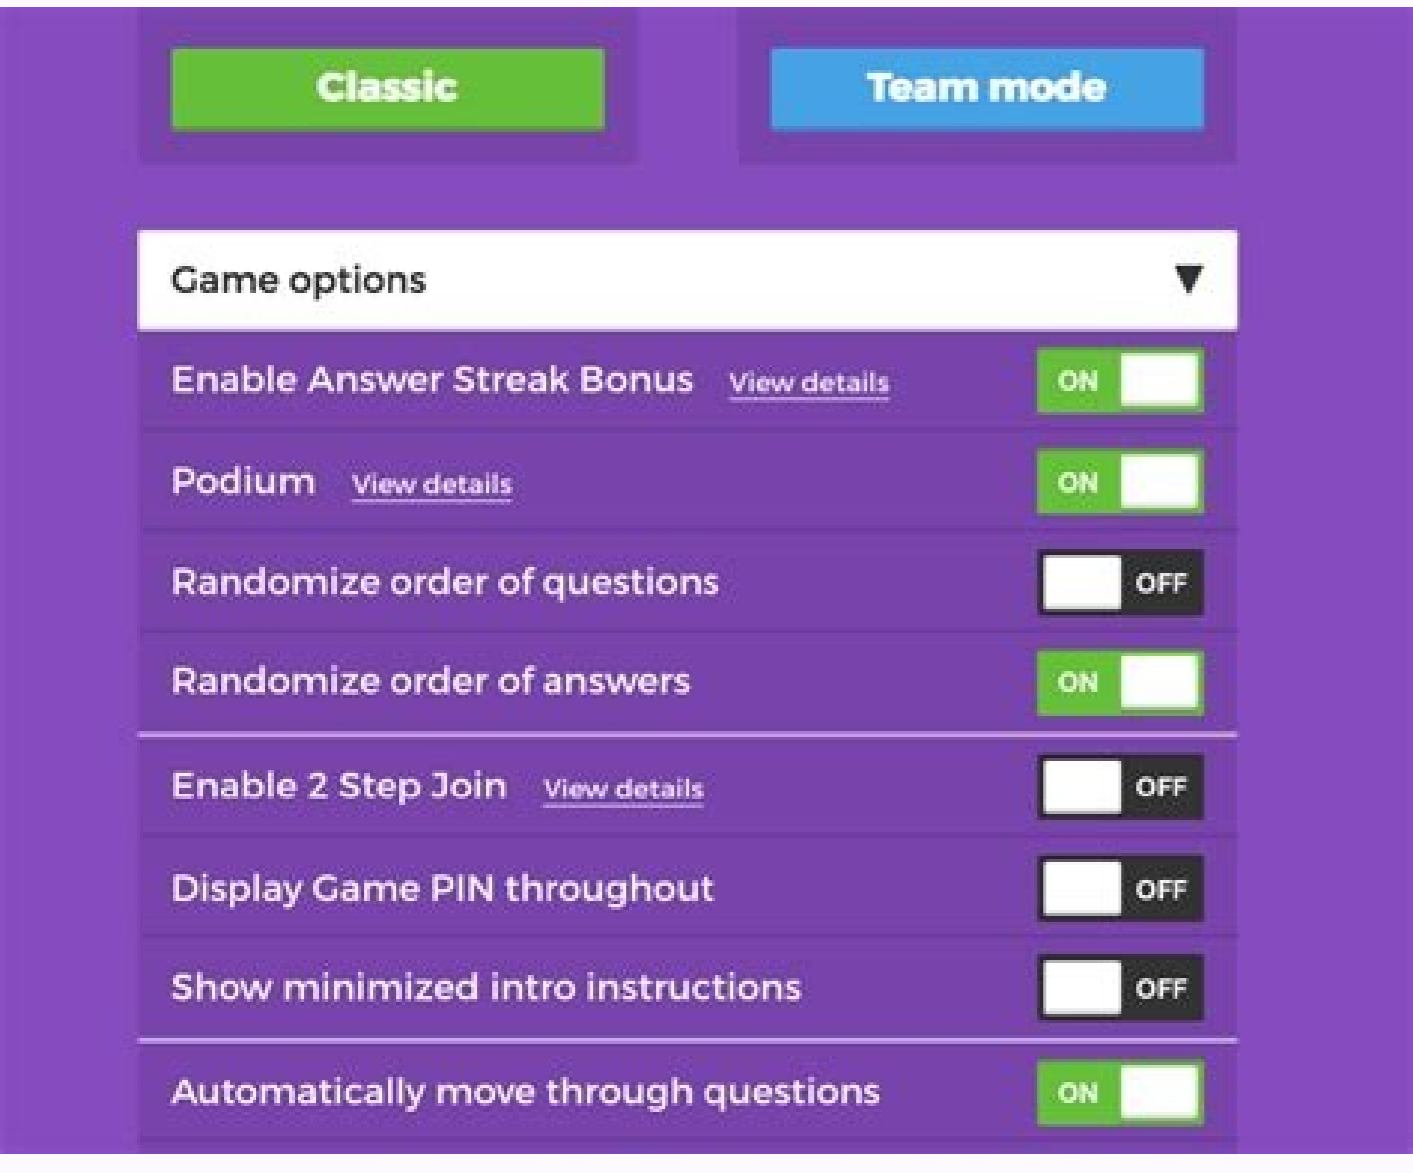 Classic Team mode
Game options ▼
Enable Answer Streak Bonus View details ON
Podium View details ON
Randomize order of questions OFF
Randomize order of answers ON
Enable 2 Step Join View details OFF
Display Game PIN throughout OFF
Show minimized intro instructions OFF
Automatically move through questions ON